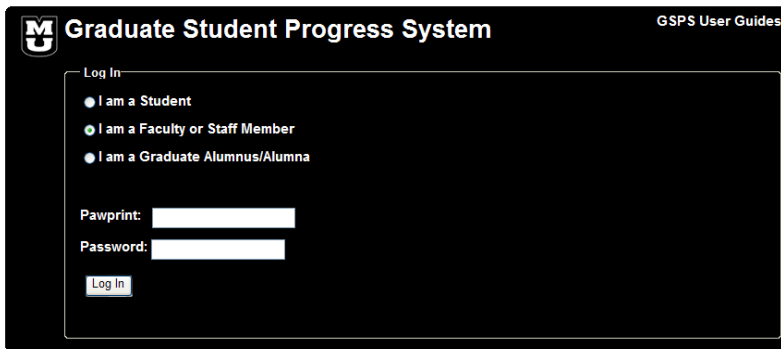 MU
Graduate Student Progress System
GSPS User Guides
Log In
I am a Student
I am a Faculty or Staff Member
I am a Graduate Alumnus/Alumna
Pawprint:
Password:
Log In